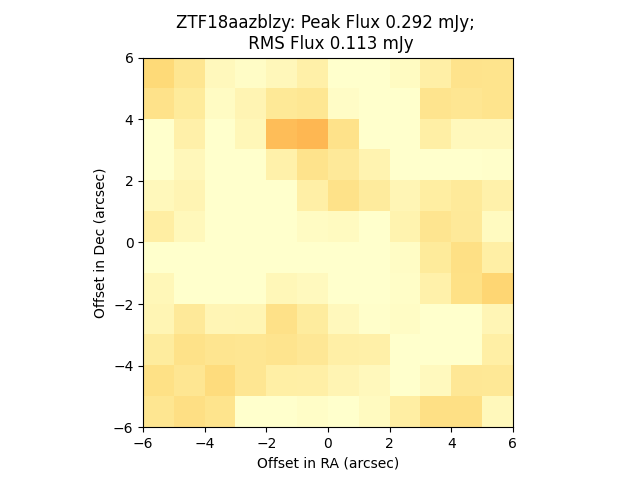 ZTF18aazblzy: Peak Flux 0.292 mJy;
RMS Flux 0.113 mJy
6
4
2
0
−2
−4
−6
Offset in Dec (arcsec)
−6 −4 −2 0 2 4 6
Offset in RA (arcsec)